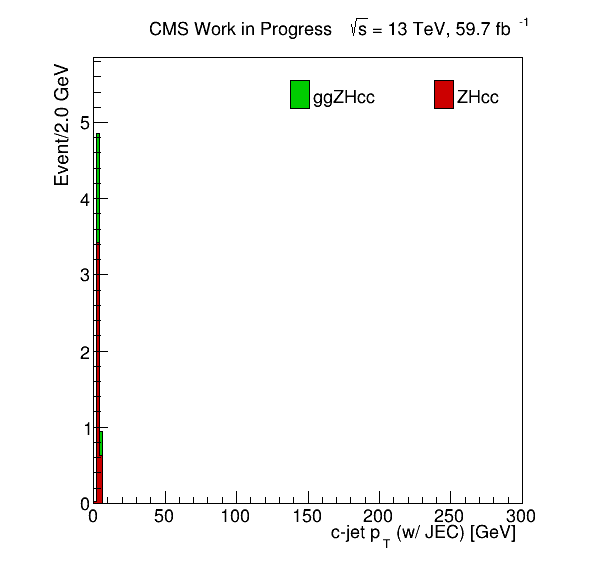 CMS Work in Progress √s = 13 TeV, 59.7 fb -1
Event/2.0 GeV
ggZHcc ZHcc
5
4
3
2
1
0
0 50 100 150 200 250 300
c-jet p T (w/ JEC) [GeV]